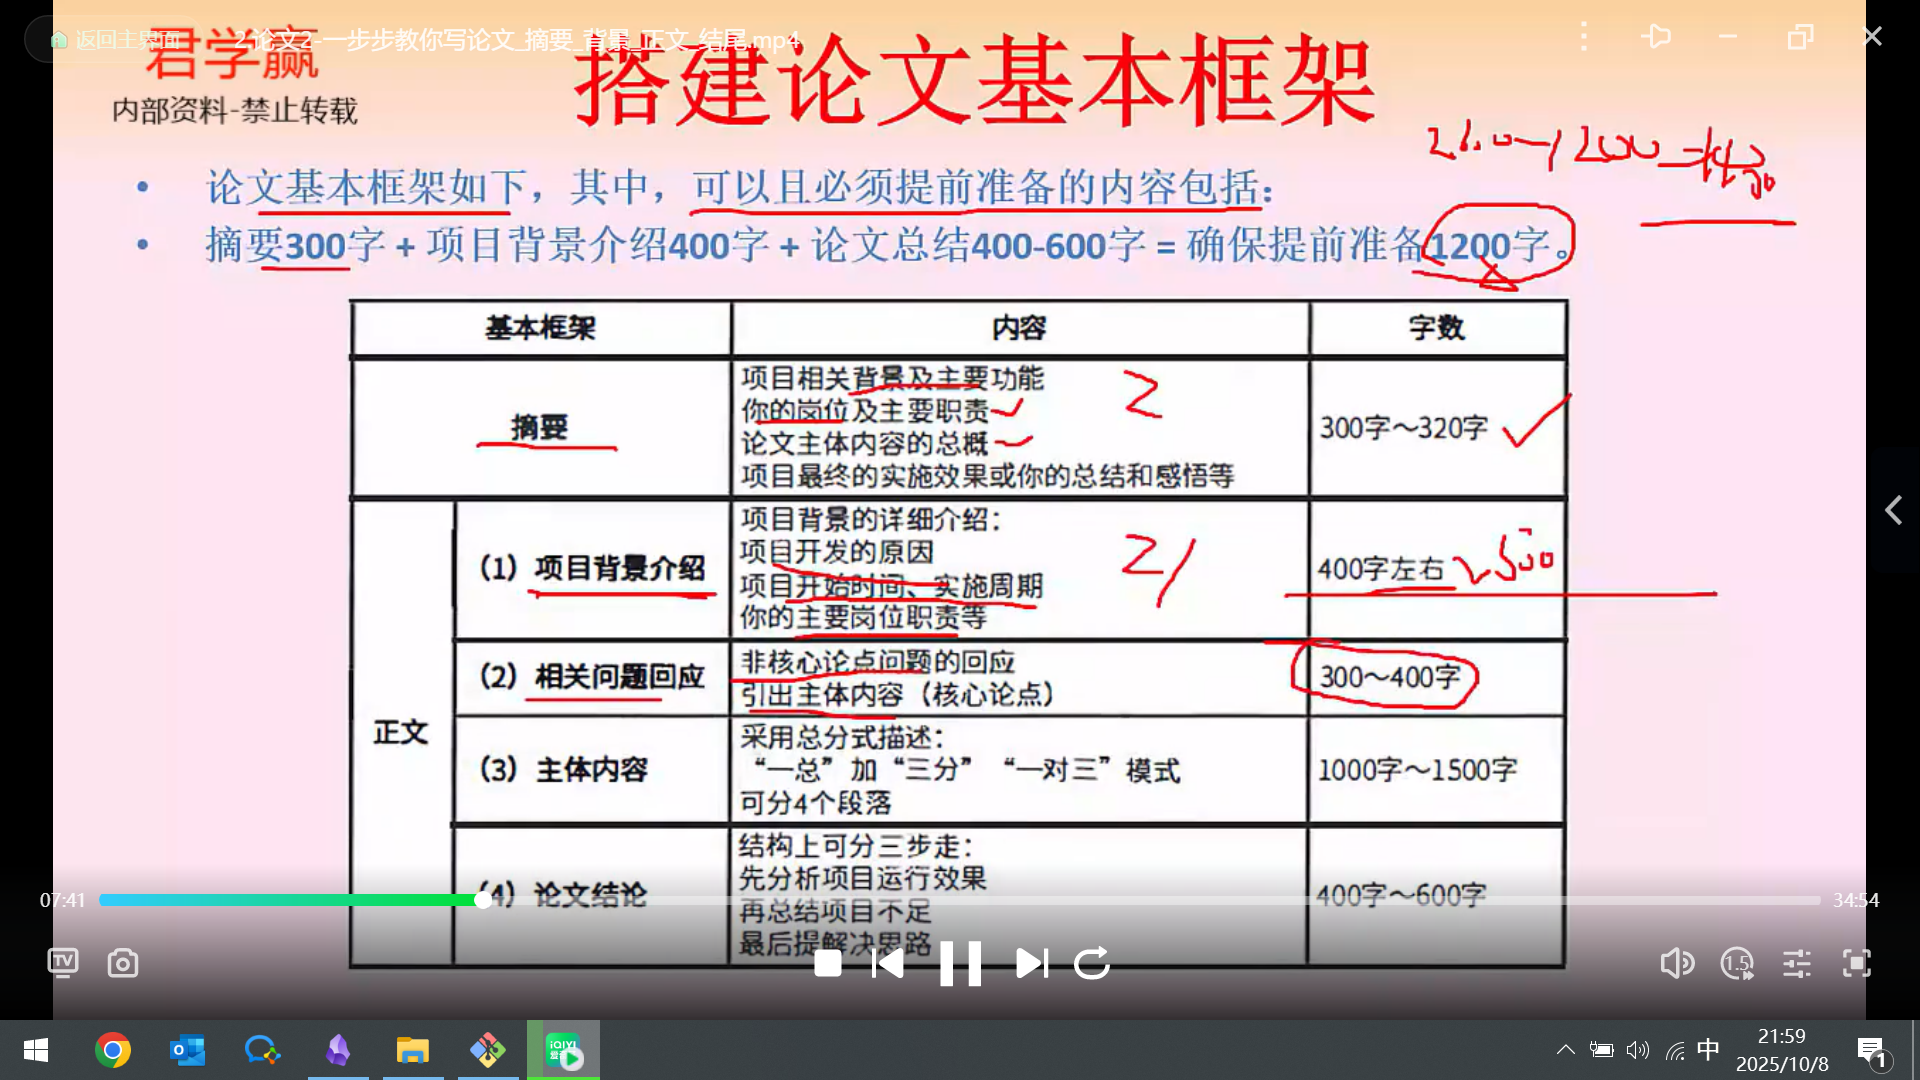 返回主界面
2.论文2-一步步教你写论文_摘要_背景_正文_结尾.mp4
君学赢
内部资料-禁止转载
搭建论文基本框架
• 论文基本框架如下，其中，可以且必须提前准备的内容包括：
• 摘要300字 + 项目背景介绍400字 + 论文总结400-600字 = 确保提前准备1200字。
基本框架 内容 字数
摘要
项目相关背景及主要功能
你的岗位及主要职责
论文主体内容的总概
项目最终的实施效果或你的总结和感悟等
2
300字～320字
正文
（1）项目背景介绍
项目背景的详细介绍：
项目开发的原因
项目开始时间、实施周期
你的主要岗位职责等
400字左右
500
（2）相关问题回应
非核心论点问题的回应
引出主体内容（核心论点）
300～400字
（3）主体内容
采用总分式描述：
“一总”加“三分”“一对三”模式
可分4个段落
1000字～1500字
（4）论文结论
结构上可分三步走：
先分析项目运行效果
再总结项目不足
最后提解决思路
400字～600字
07:41
34:54
TV
1.5
iQIYI
中
21:59
2025/10/8
1